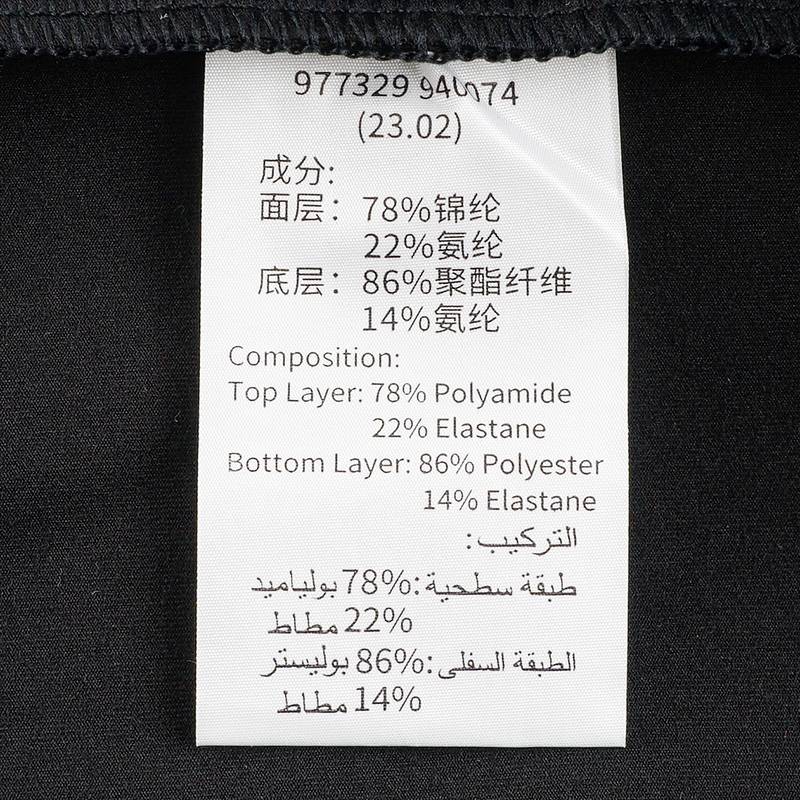 977329
(23.02)
成分:
面层：78%锦纶
22%氨纶
底层：86%聚酯纤维
14%氨纶
Composition:
Top Layer: 78% Polyamide
22% Elastane
Bottom Layer: 86% Polyester
14% Elastane
التركيب:
طبقة سطحية:78%بولياميد
22%مطاط
الطبقة السفلى:86%بوليستر
14%مطاط